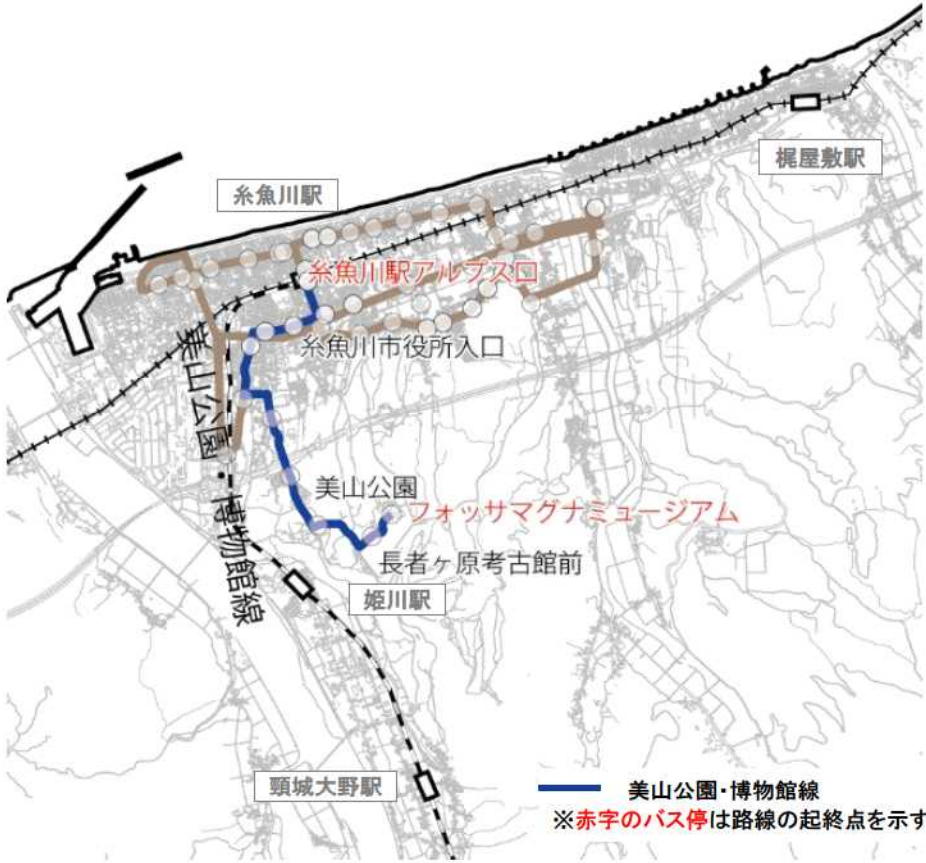 梶屋敷駅
糸魚川駅
糸魚川駅アルプス口
糸魚川市役所入口
美山公園・博物館線
美山公園
フォッサマグナミュージアム
長者ヶ原考古館前
姫川駅
頸城大野駅
美山公園・博物館線
※赤字のバス停は路線の起終点を示す